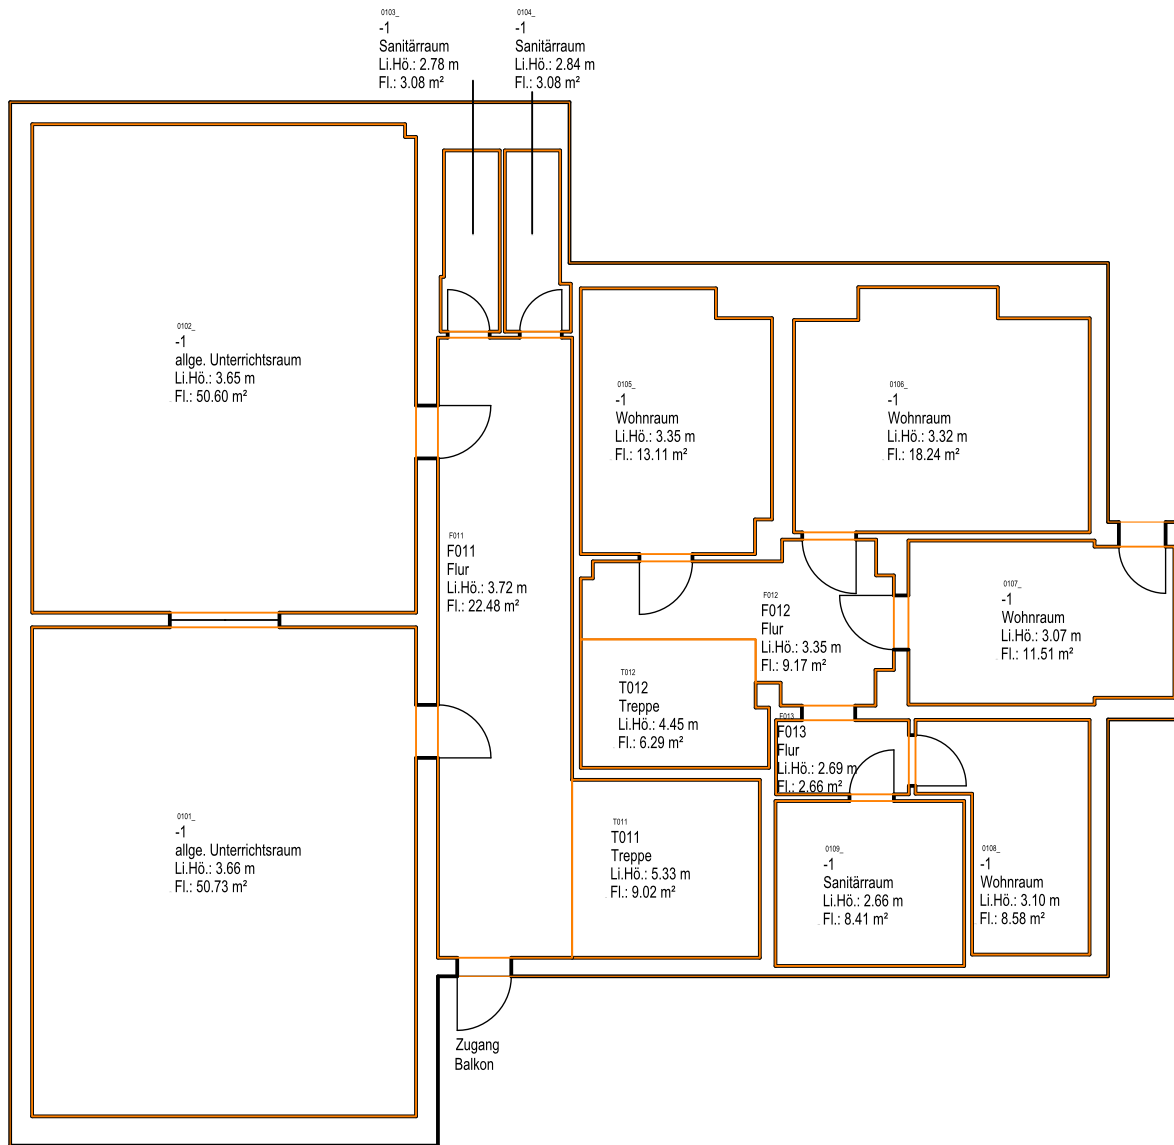 0103_
-1
Sanitärraum
Li.Hö.: 2.78 m
Fl.: 3.08 m²
0104_
-1
Sanitärraum
Li.Hö.: 2.84 m
Fl.: 3.08 m²
0102_
-1
allge. Unterrichtsraum
Li.Hö.: 3.65 m
Fl.: 50.60 m²
0105_
-1
Wohnraum
Li.Hö.: 3.35 m
Fl.: 13.11 m²
0106_
-1
Wohnraum
Li.Hö.: 3.32 m
Fl.: 18.24 m²
F011
F011
Flur
Li.Hö.: 3.72 m
Fl.: 22.48 m²
F012
F012
Flur
Li.Hö.: 3.35 m
Fl.: 9.17 m²
0107_
-1
Wohnraum
Li.Hö.: 3.07 m
Fl.: 11.51 m²
T012
T012
Treppe
Li.Hö.: 4.45 m
Fl.: 6.29 m²
F013
F013
Flur
Li.Hö.: 2.69 m
Fl.: 2.66 m²
0101_
-1
allge. Unterrichtsraum
Li.Hö.: 3.66 m
Fl.: 50.73 m²
T011
T011
Treppe
Li.Hö.: 5.33 m
Fl.: 9.02 m²
0109_
-1
Sanitärraum
Li.Hö.: 2.66 m
Fl.: 8.41 m²
0108_
-1
Wohnraum
Li.Hö.: 3.10 m
Fl.: 8.58 m²
Zugang
Balkon